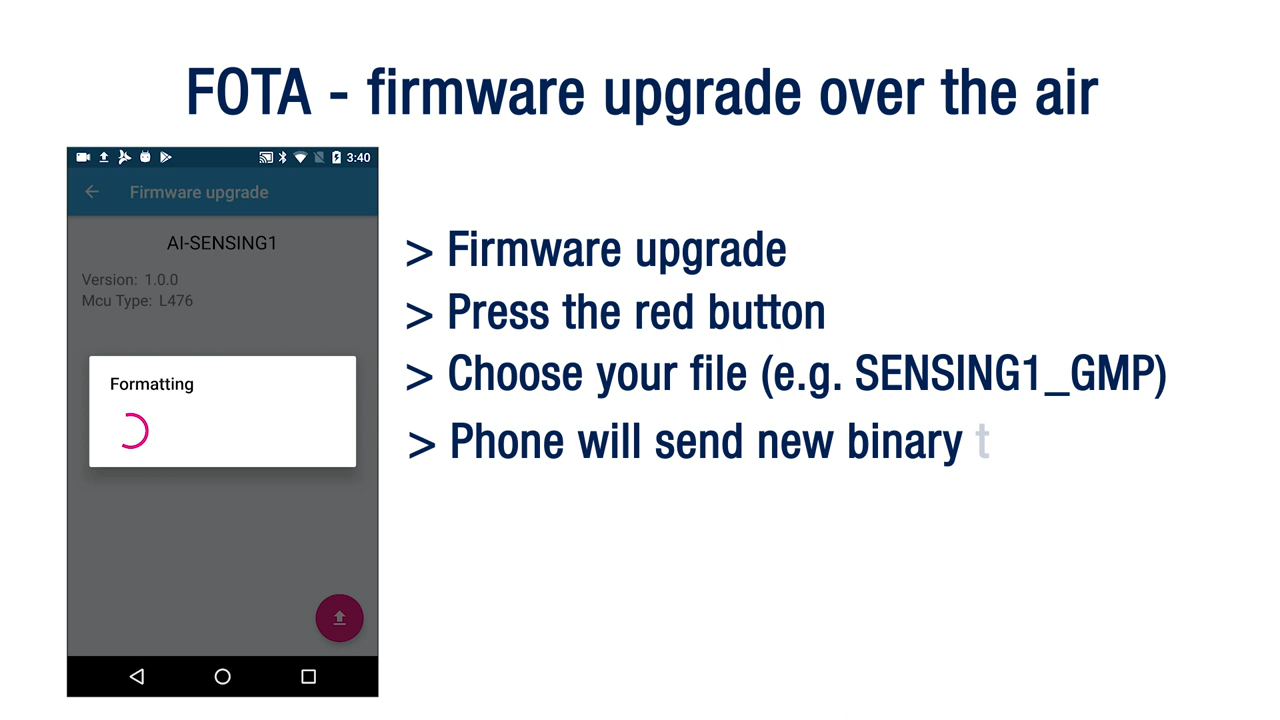 FOTA - firmware upgrade over the air
3:40
Firmware upgrade
AI-SENSING1
Version: 1.0.0
Mcu Type: L476
Formatting
> Firmware upgrade
> Press the red button
> Choose your file (e.g. SENSING1_GMP)
> Phone will send new binary t